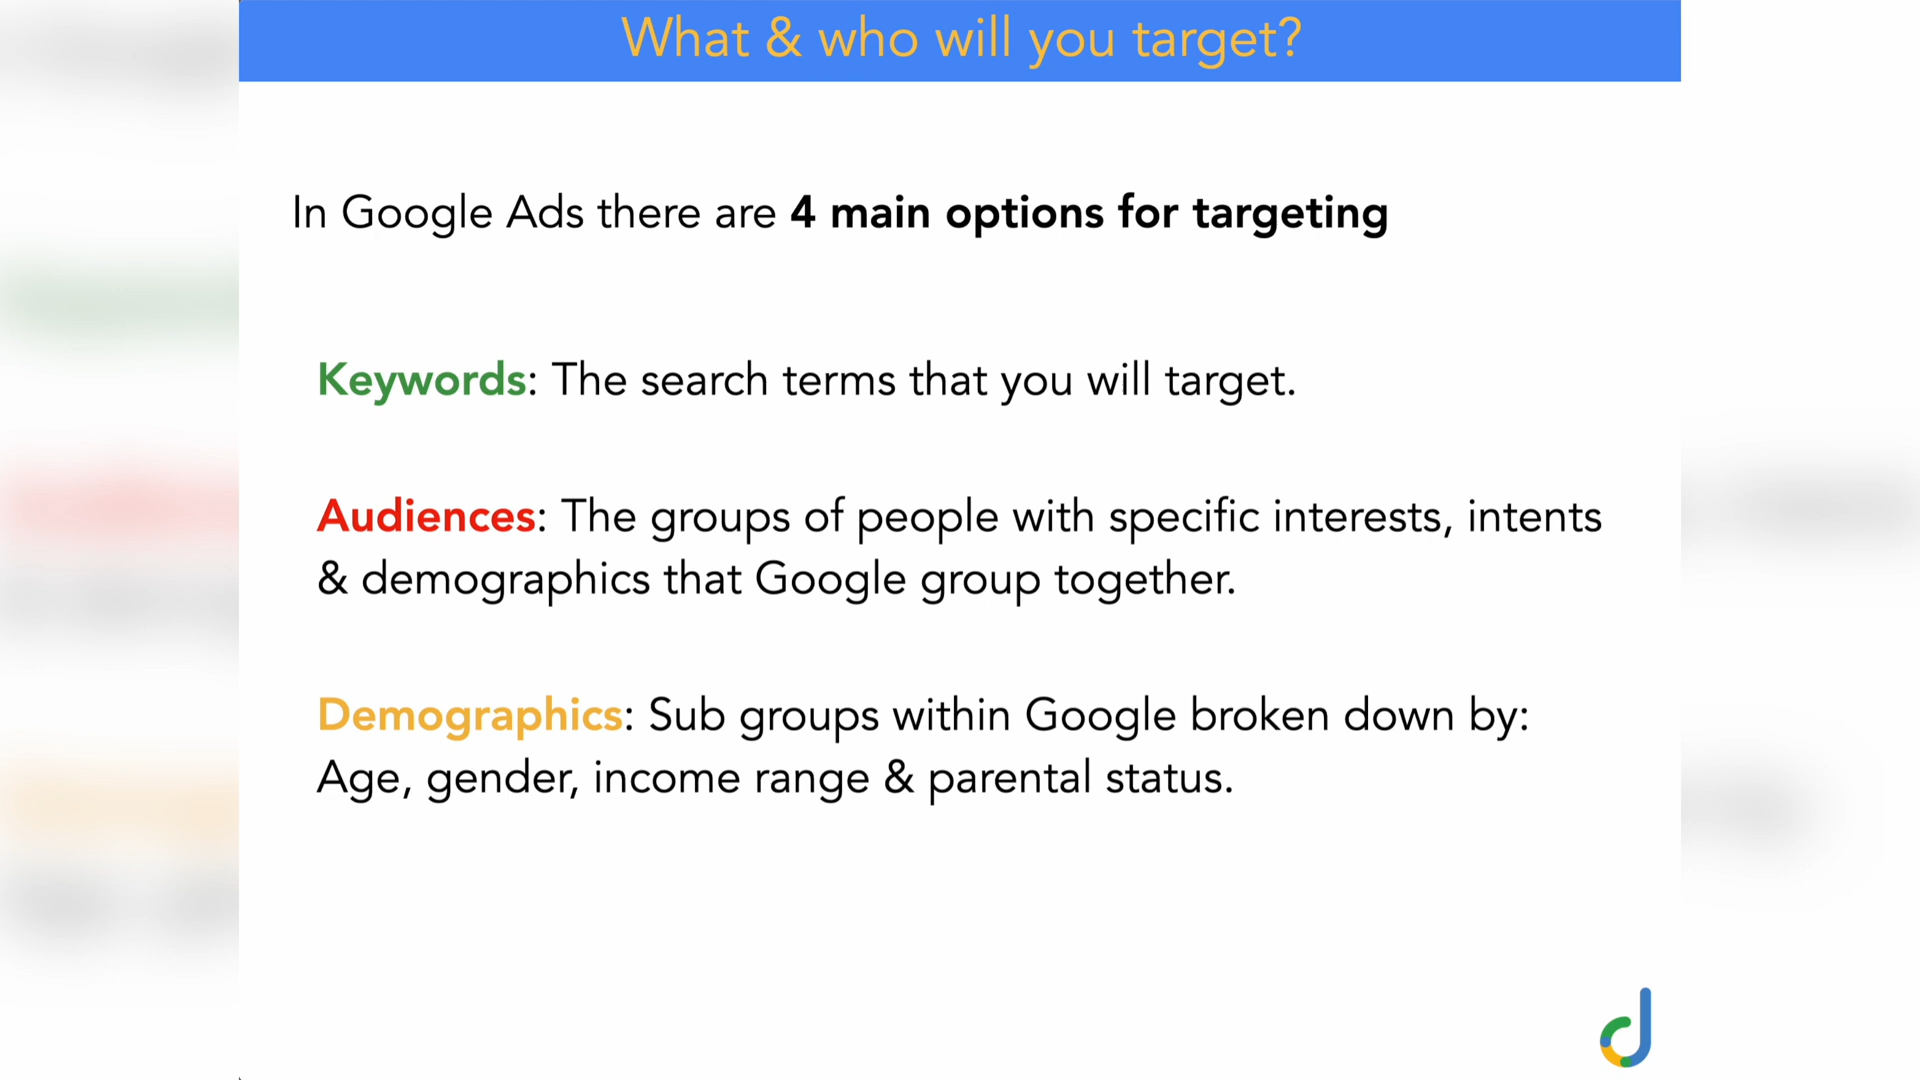 What & who will you target?
In Google Ads there are 4 main options for targeting
Keywords: The search terms that you will target.
Audiences: The groups of people with specific interests, intents
& demographics that Google group together.
Demographics: Sub groups within Google broken down by:
Age, gender, income range & parental status.